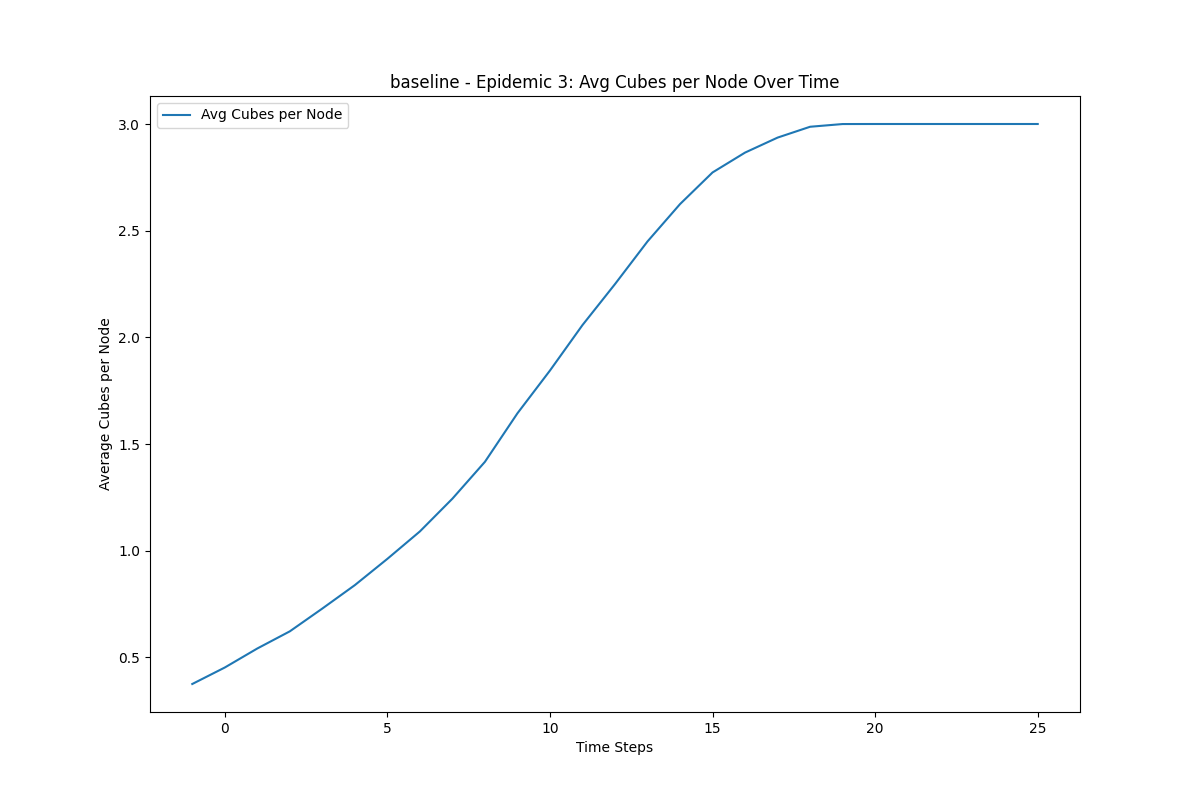 baseline - Epidemic 3: Avg Cubes per Node Over Time
Avg Cubes per Node
Average Cubes per Node
3.0
2.5
2.0
1.5
1.0
0.5
0 5 10 15 20 25
Time Steps